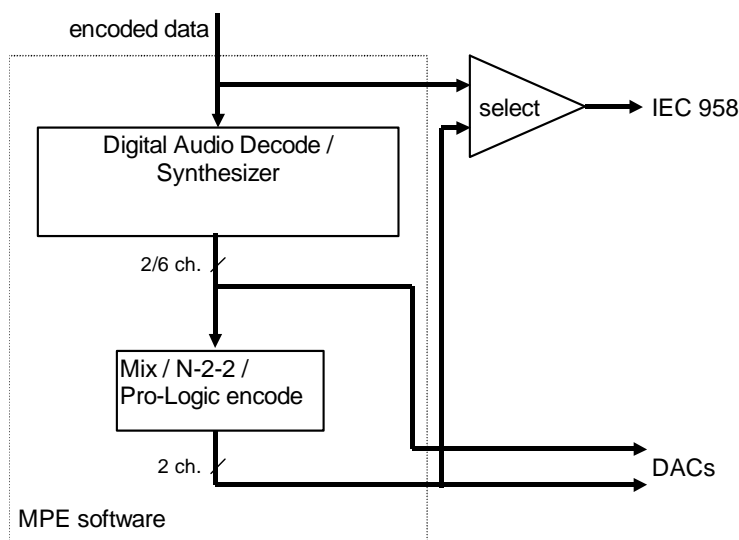 encoded data
select
IEC 958
Digital Audio Decode /
Synthesizer
2/6 ch.
Mix / N-2-2 /
Pro-Logic encode
2 ch.
DACs
MPE software